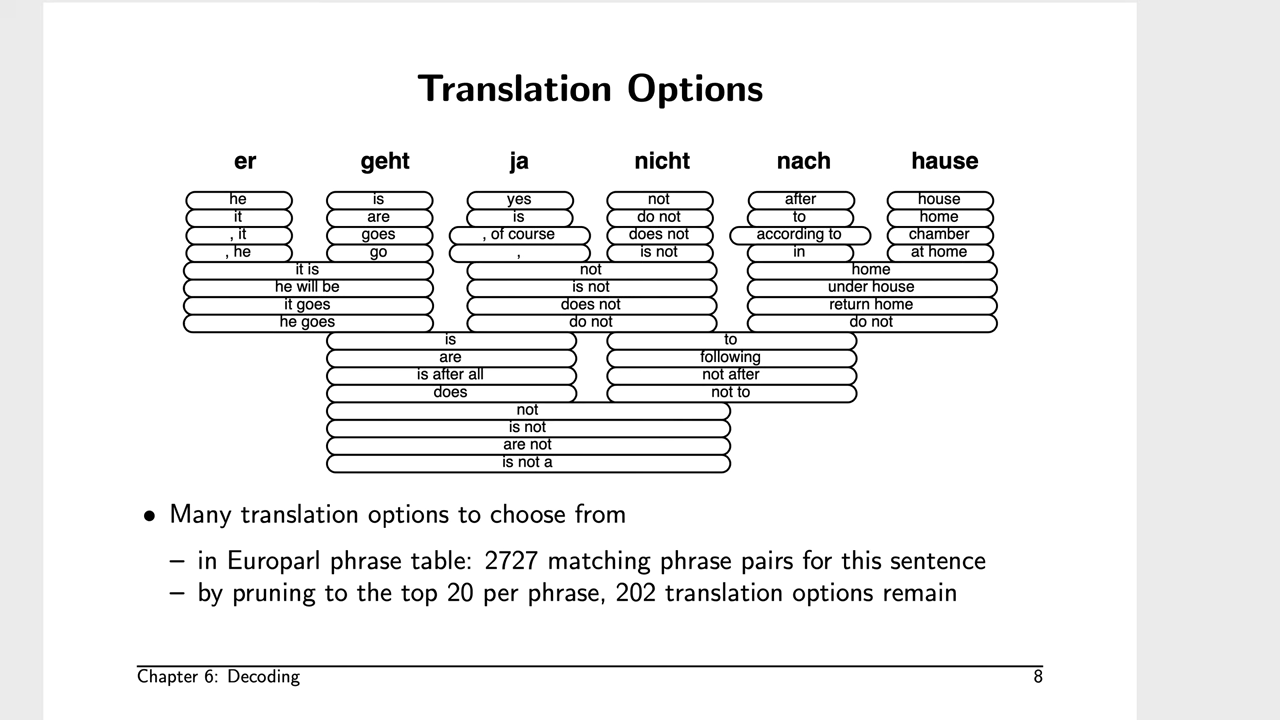 Translation Options
er geht ja nicht nach hause
he is yes not after house
it are is do not to home
, it goes , of course does not according to chamber
, he go , is not in at home
it is not home
he will be is not under house
it goes does not return home
he goes do not do not
is to
are following
is after all not after
does not to
not
is not
are not
is not a
• Many translation options to choose from
– in Europarl phrase table: 2727 matching phrase pairs for this sentence
– by pruning to the top 20 per phrase, 202 translation options remain
Chapter 6: Decoding 8